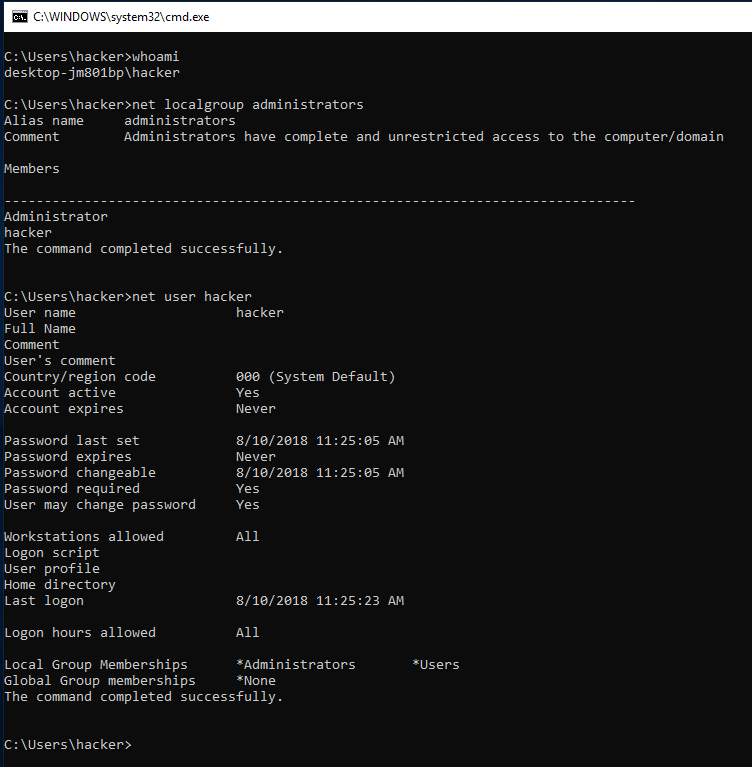 C:\WINDOWS\system32\cmd.exe
C:\Users\hacker>whoami
desktop-jm801bp\hacker
C:\Users\hacker>net localgroup administrators
Alias name     administrators
Comment        Administrators have complete and unrestricted access to the computer/domain
Members
-------------------------------------------------------------------------------
Administrator
hacker
The command completed successfully.
C:\Users\hacker>net user hacker
User name                    hacker
Full Name
Comment
User's comment
Country/region code          000 (System Default)
Account active               Yes
Account expires              Never
Password last set            8/10/2018 11:25:05 AM
Password expires             Never
Password changeable          8/10/2018 11:25:05 AM
Password required            Yes
User may change password     Yes
Workstations allowed         All
Logon script
User profile
Home directory
Last logon                   8/10/2018 11:25:23 AM
Logon hours allowed          All
Local Group Memberships      *Administrators       *Users
Global Group memberships     *None
The command completed successfully.
C:\Users\hacker>